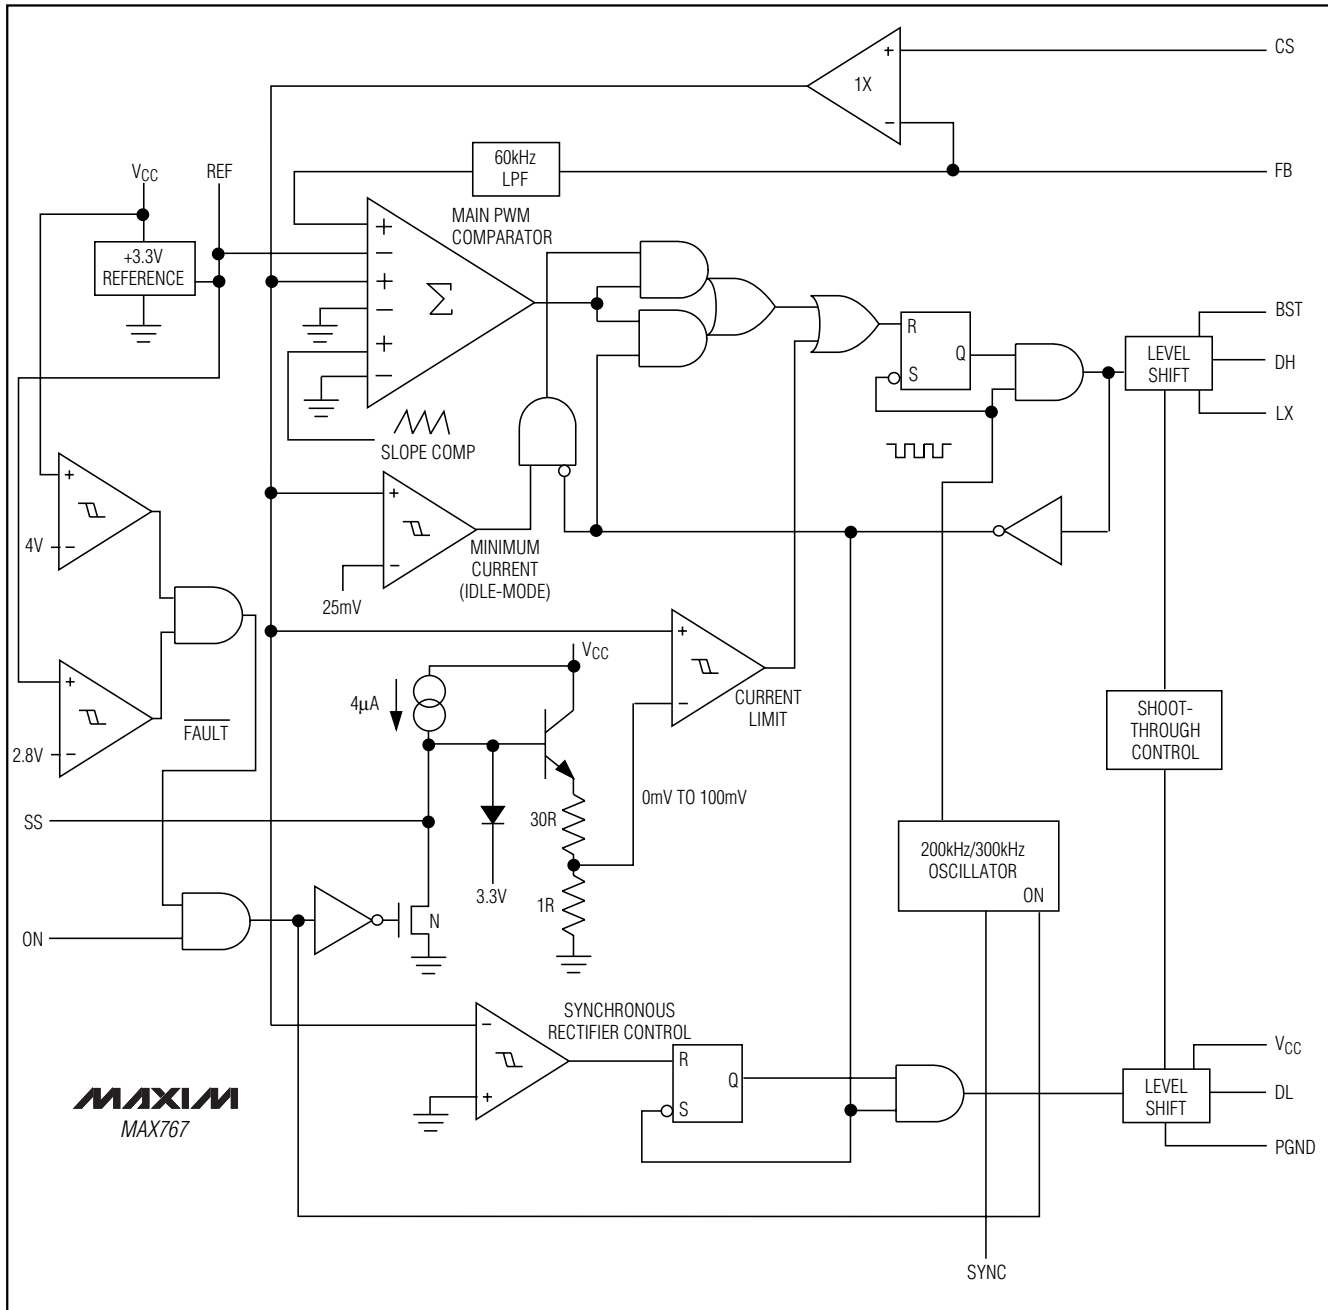 CS
+
1X
−
60kHz
LPF
FB
VCC
REF
MAIN PWM
COMPARATOR
+3.3V
REFERENCE
+
−
+
−
+
−
Σ
BST
R
Q
S
LEVEL
SHIFT
DH
LX
SLOPE COMP
+
4V
−
+
−
MINIMUM
CURRENT
(IDLE-MODE)
25mV
+
−
CURRENT
LIMIT
VCC
4µA
+
2.8V
−
FAULT
SHOOT-
THROUGH
CONTROL
0mV TO 100mV
SS
30R
3.3V
1R
200kHz/300kHz
OSCILLATOR
ON
N
ON
SYNCHRONOUS
RECTIFIER CONTROL
−
+
R
Q
S
VCC
LEVEL
SHIFT
DL
PGND
MAXIM
MAX767
SYNC